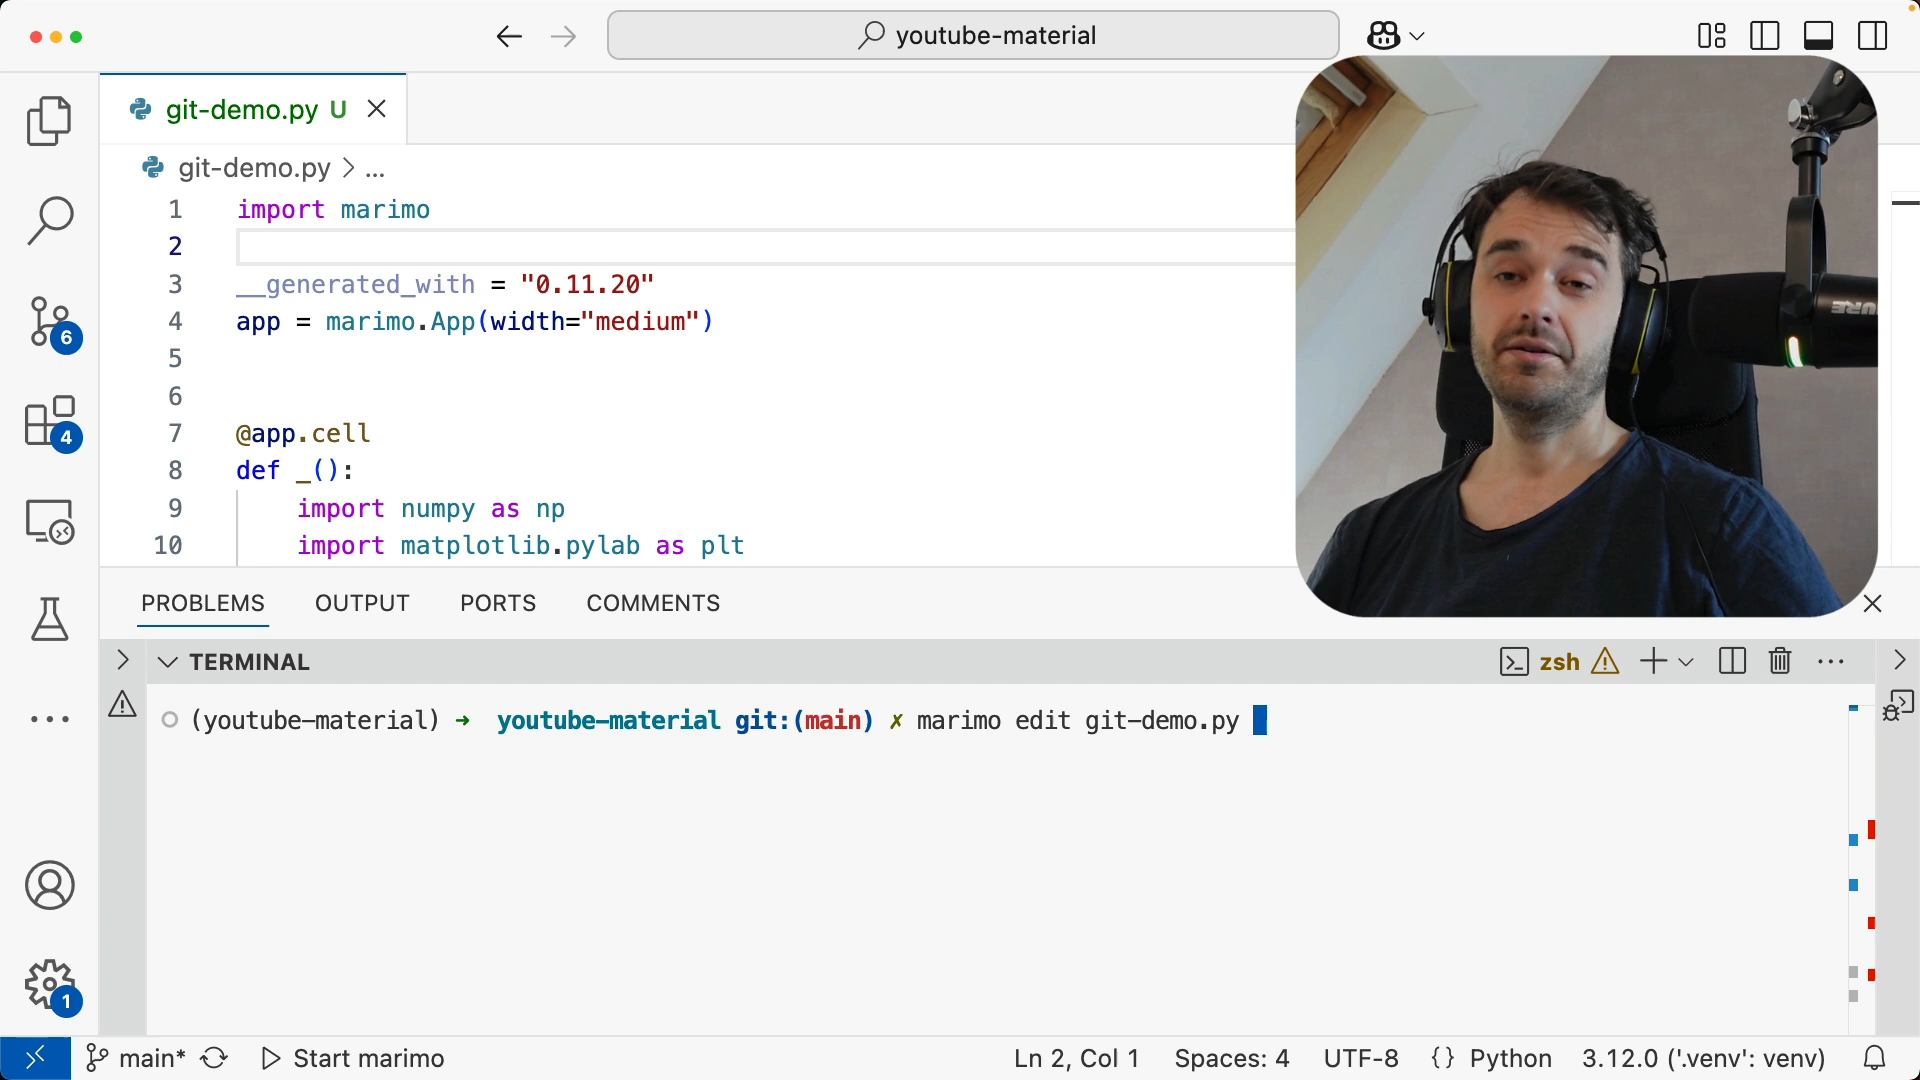 youtube-material
git-demo.py U
git-demo.py > ...
1 import marimo
2
3 __generated_with = "0.11.20"
4 app = marimo.App(width="medium")
5
6
7 @app.cell
8 def _():
9 import numpy as np
10 import matplotlib.pylab as plt
SHURE
6
4
1
PROBLEMS OUTPUT PORTS COMMENTS
TERMINAL
zsh
(youtube-material) ➜ youtube-material git:(main) ✗ marimo edit git-demo.py
main* Start marimo Ln 2, Col 1 Spaces: 4 UTF-8 {} Python 3.12.0 ('.venv': venv)